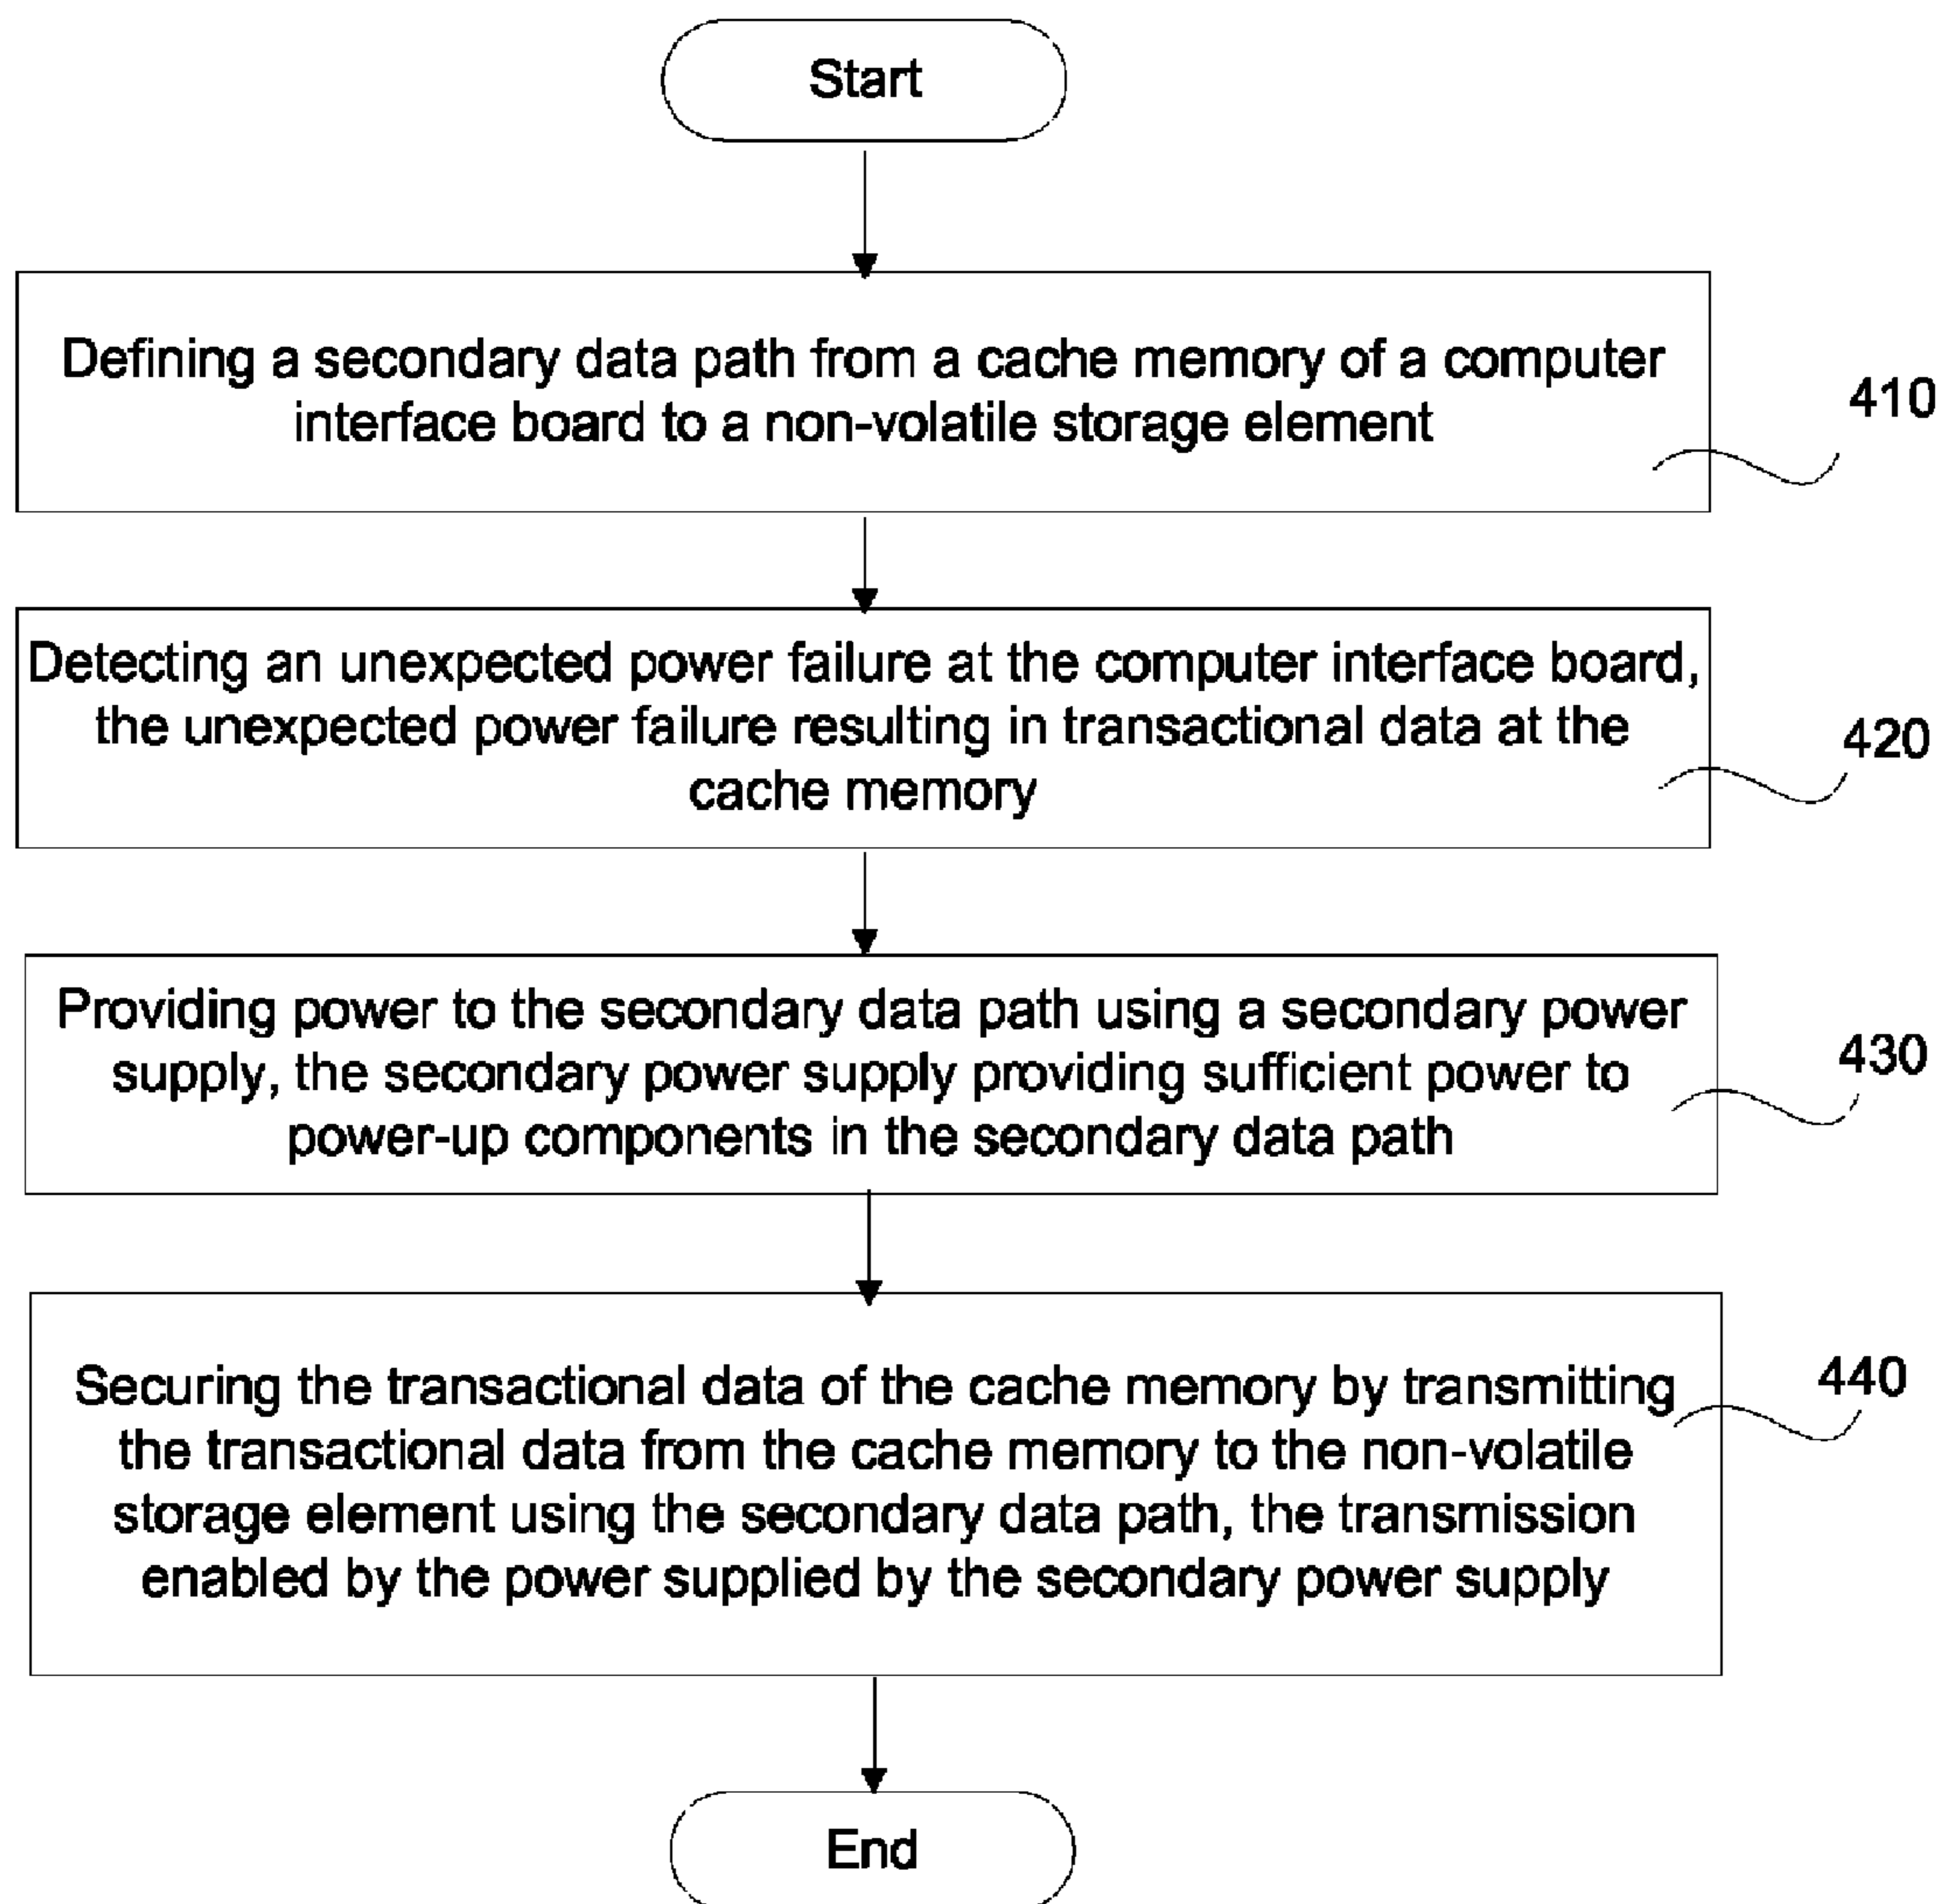 Start
Defining a secondary data path from a cache memory of a computer
interface board to a non-volatile storage element
410
Detecting an unexpected power failure at the computer interface board,
the unexpected power failure resulting in transactional data at the
cache memory
420
Providing power to the secondary data path using a secondary power
supply, the secondary power supply providing sufficient power to
power-up components in the secondary data path
430
Securing the transactional data of the cache memory by transmitting
the transactional data from the cache memory to the non-volatile
storage element using the secondary data path, the transmission
enabled by the power supplied by the secondary power supply
440
End